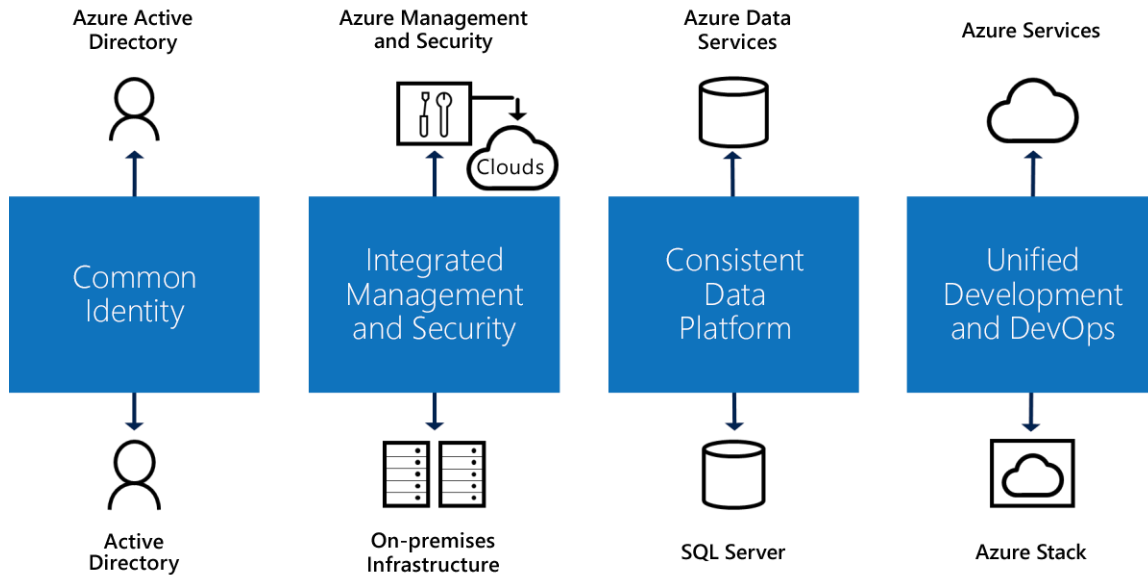 Azure Active
Directory
Azure Management
and Security
Azure Data
Services
Azure Services
Clouds
Common
Identity
Integrated
Management
and Security
Consistent
Data
Platform
Unified
Development
and DevOps
Active
Directory
On-premises
Infrastructure
SQL Server
Azure Stack